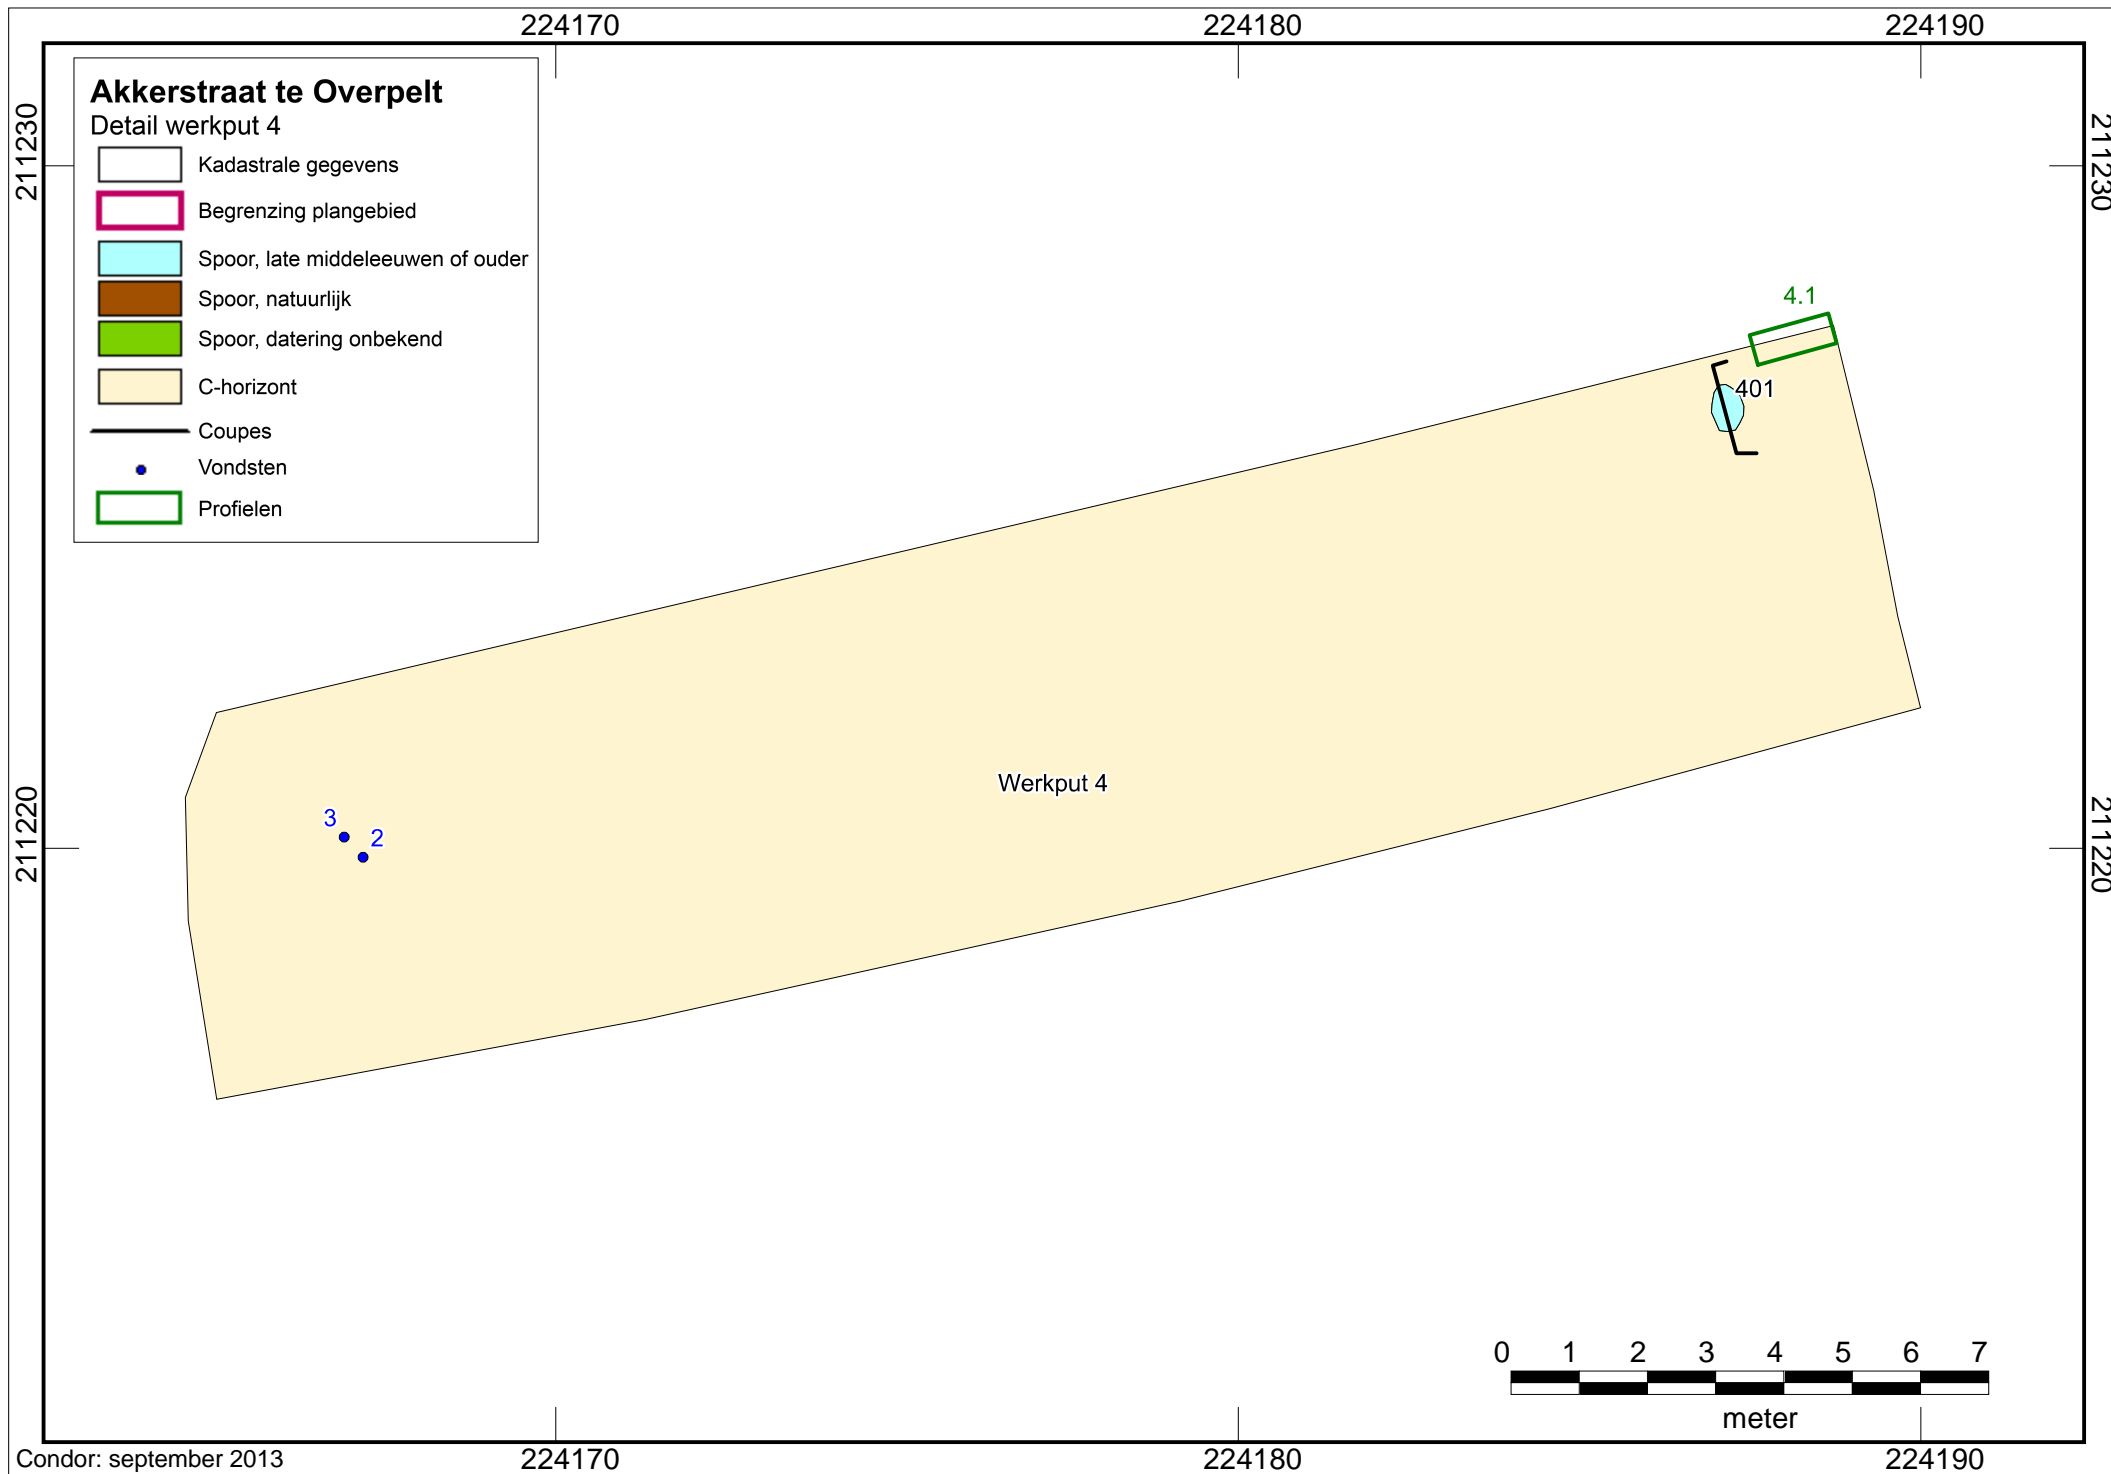 224170 224180 224190
211230
211230
Akkerstraat te Overpelt
Detail werkput 4
Kadastrale gegevens
Begrenzing plangebied
Spoor, late middeleeuwen of ouder
Spoor, natuurlijk
Spoor, datering onbekend
C-horizont
Coupes
Vondsten
Profielen
4.1
401
Werkput 4
3
2
211220
211220
0 1 2 3 4 5 6 7
meter
Condor: september 2013
224170 224180 224190